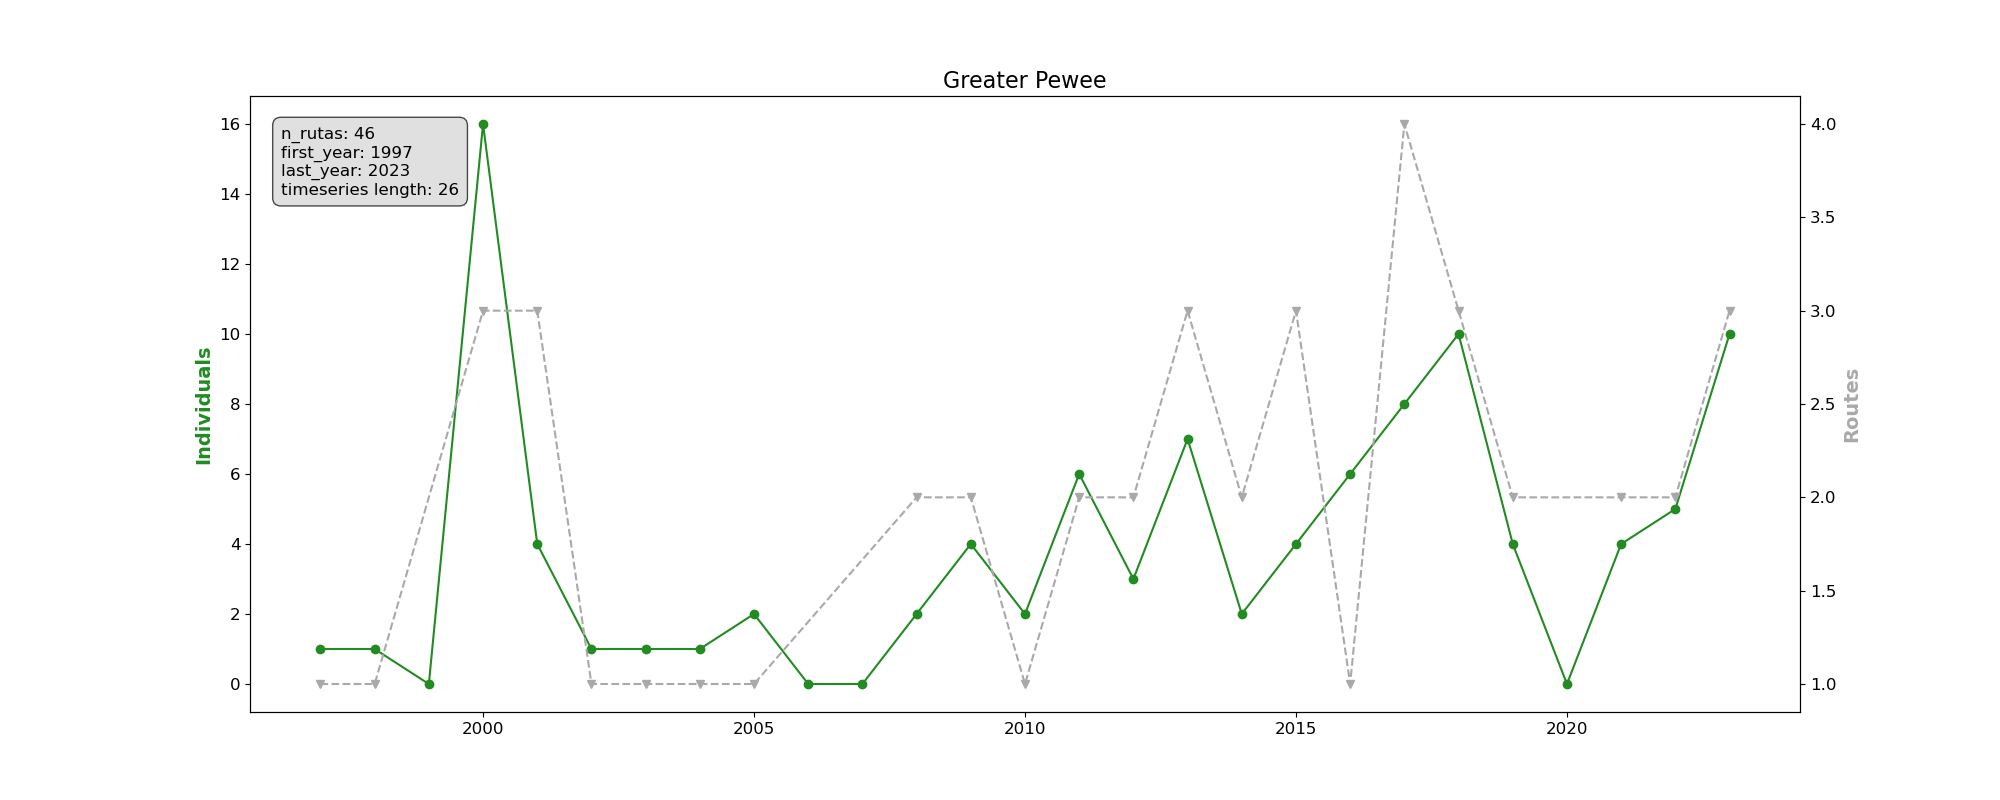 Greater Pewee
n_rutas: 46
first_year: 1997
last_year: 2023
timeseries length: 26
Individuals
16
14
12
10
8
6
4
2
0
4.0
3.5
3.0
2.5
2.0
1.5
1.0
Routes
2000 2005 2010 2015 2020